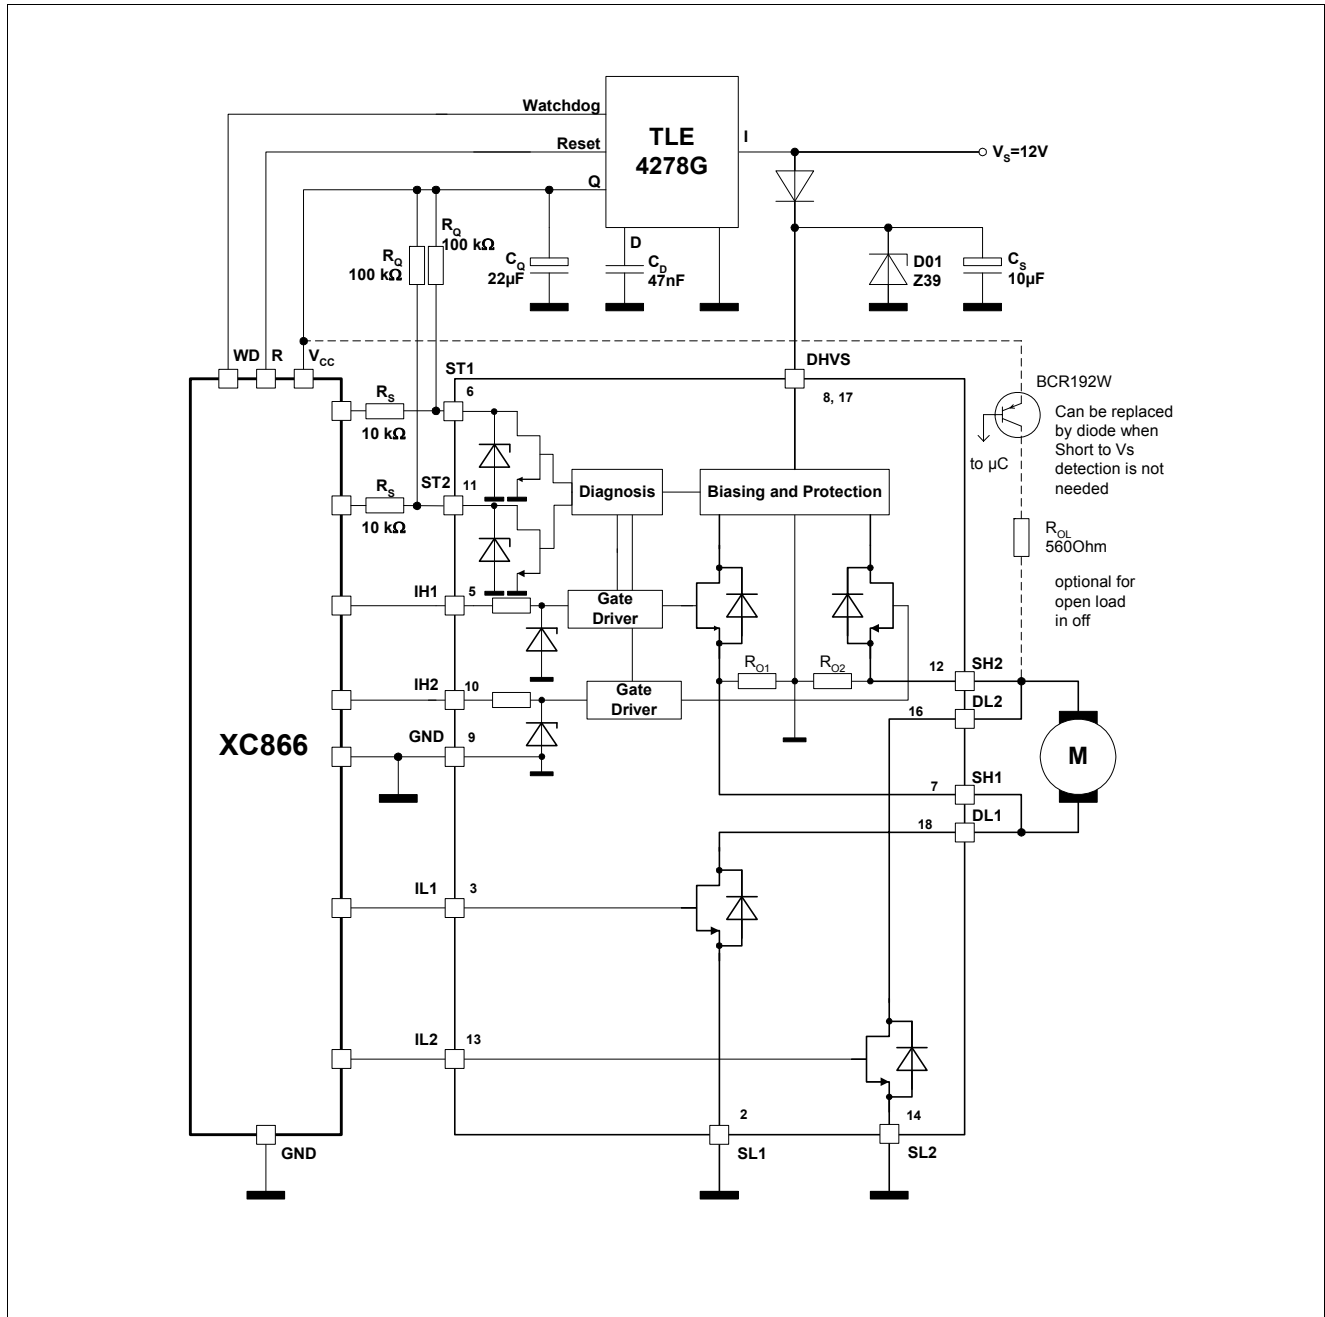 Watchdog
TLE
4278G
I
Reset
V_S=12V
Q
R_Q
100 kΩ
R_Q
100 kΩ
D
C_Q
22µF
C_D
47nF
D01
Z39
C_S
10µF
WD
R
V_CC
ST1
DHVS
BCR192W
6
8, 17
R_S
10 kΩ
Can be replaced
by diode when
Short to Vs
detection is not
needed
to µC
ST2
11
R_S
10 kΩ
Diagnosis
Biasing and Protection
R_OL
560Ohm
optional for
open load
in off
IH1
5
Gate
Driver
R_O1
R_O2
12
SH2
IH2
10
Gate
Driver
16
DL2
XC866
GND
9
M
7
SH1
18
DL1
IL1
3
IL2
13
2
14
GND
SL1
SL2